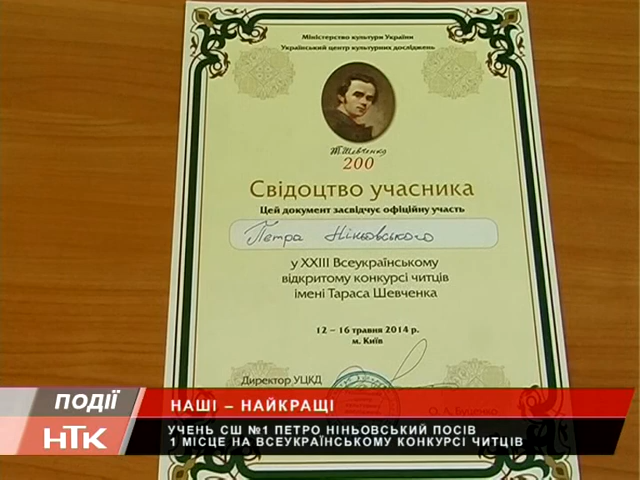 Міністерство культури України
Український центр культурних досліджень
Т. Шевченко
200
Свідоцтво учасника
Цей документ засвідчує офіційну участь
Петра Ніньовського
у XXIII Всеукраїнському
відкритому конкурсі читців
імені Тараса Шевченка
12 – 16 травня 2014 р.
м. Київ
Директор УЦКД
О. А. Буценко
ПОДІЇ
НТК
НАШІ – НАЙКРАЩІ
УЧЕНЬ СШ №1 ПЕТРО НІНЬОВСЬКИЙ ПОСІВ
1 МІСЦЕ НА ВСЕУКРАЇНСЬКОМУ КОНКУРСІ ЧИТЦІВ